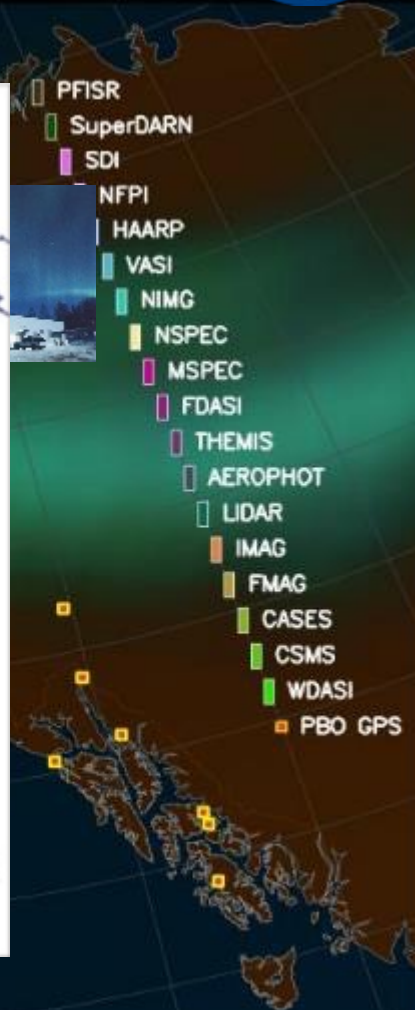 PFISR
SuperDARN
SDI
NFPI
HAARP
VASI
NIMG
NSPEC
MSPEC
FDASI
THEMIS
AEROPHOT
LIDAR
IMAG
FMAG
CASES
CSMS
WDASI
PBO GPS